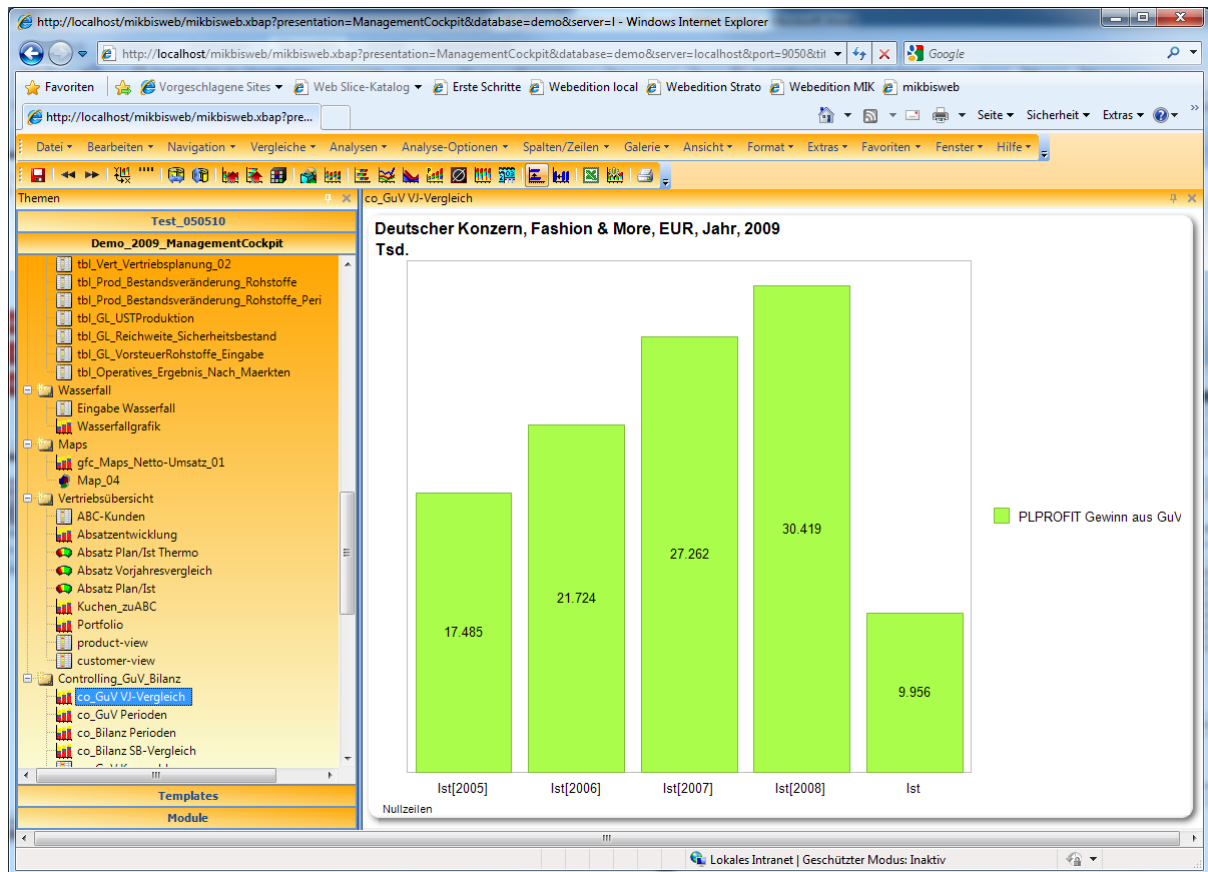 http://localhost/mikbisweb/mikbisweb.xbap?presentation=ManagementCockpit&database=demo&server=l - Windows Internet Explorer
http://localhost/mikbisweb/mikbisweb.xbap?presentation=ManagementCockpit&database=demo&server=localhost&port=9050&tit
Google
Favoriten Vorgeschlagene Sites Web Slice-Katalog Erste Schritte Webedition local Webedition Strato Webedition MIK mikbisweb
http://localhost/mikbisweb/mikbisweb.xbap?pre...
Seite Sicherheit Extras
Datei Bearbeiten Navigation Vergleiche Analysen Analyse-Optionen Spalten/Zeilen Galerie Ansicht Format Extras Favoriten Fenster Hilfe
Themen
Test_050510
Demo_2009_ManagementCockpit
tbl_Vert_Vertriebsplanung_02
tbl_Prod_Bestandsveränderung_Rohstoffe
tbl_Prod_Bestandsveränderung_Rohstoffe_Peri
tbl_GL_USTProduktion
tbl_GL_Reichweite_Sicherheitsbestand
tbl_GL_VorsteuerRohstoffe_Eingabe
tbl_Operatives_Ergebnis_Nach_Maerkten
Wasserfall
Eingabe Wasserfall
Wasserfallgrafik
Maps
gfc_Maps_Netto-Umsatz_01
Map_04
Vertriebsübersicht
ABC-Kunden
Absatzentwicklung
Absatz Plan/Ist Thermo
Absatz Vorjahresvergleich
Absatz Plan/Ist
Kuchen_zuABC
Portfolio
product-view
customer-view
Controlling_GuV_Bilanz
co_GuV VJ-Vergleich
co_GuV Perioden
co_Bilanz Perioden
co_Bilanz SB-Vergleich
Templates
Module
co_GuV VJ-Vergleich
Deutscher Konzern, Fashion & More, EUR, Jahr, 2009
Tsd.
17.485
21.724
27.262
30.419
9.956
Ist[2005] Ist[2006] Ist[2007] Ist[2008] Ist
PLPROFIT Gewinn aus GuV
Nullzeilen
Lokales Intranet | Geschützter Modus: Inaktiv